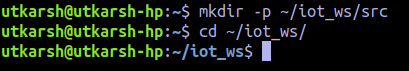 utkarsh@utkarsh-hp:~$ mkdir -p ~/iot_ws/src
utkarsh@utkarsh-hp:~$ cd ~/iot_ws/
utkarsh@utkarsh-hp:~/iot_ws$